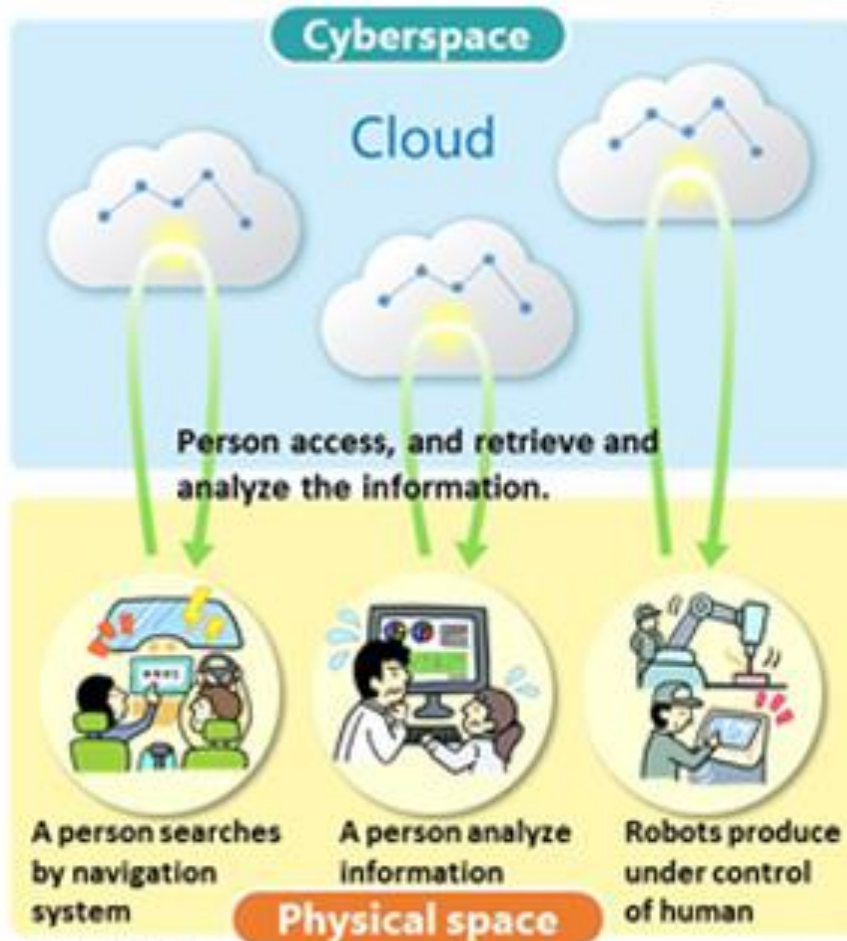 Cyberspace
Cloud
Person access, and retrieve and
analyze the information.
A person searches
by navigation
system
A person analyze
information
Robots produce
under control
of human
Physical space